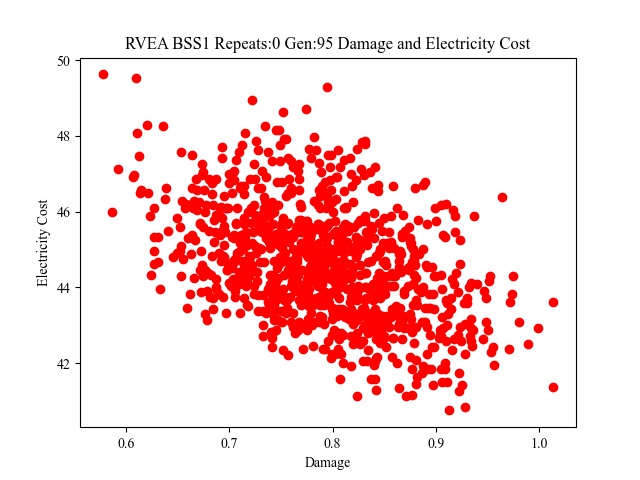 RVEA BSS1 Repeats:0 Gen:95 Damage and Electricity Cost
50
48
46
44
42
Electricity Cost
0.6 0.7 0.8 0.9 1.0
Damage